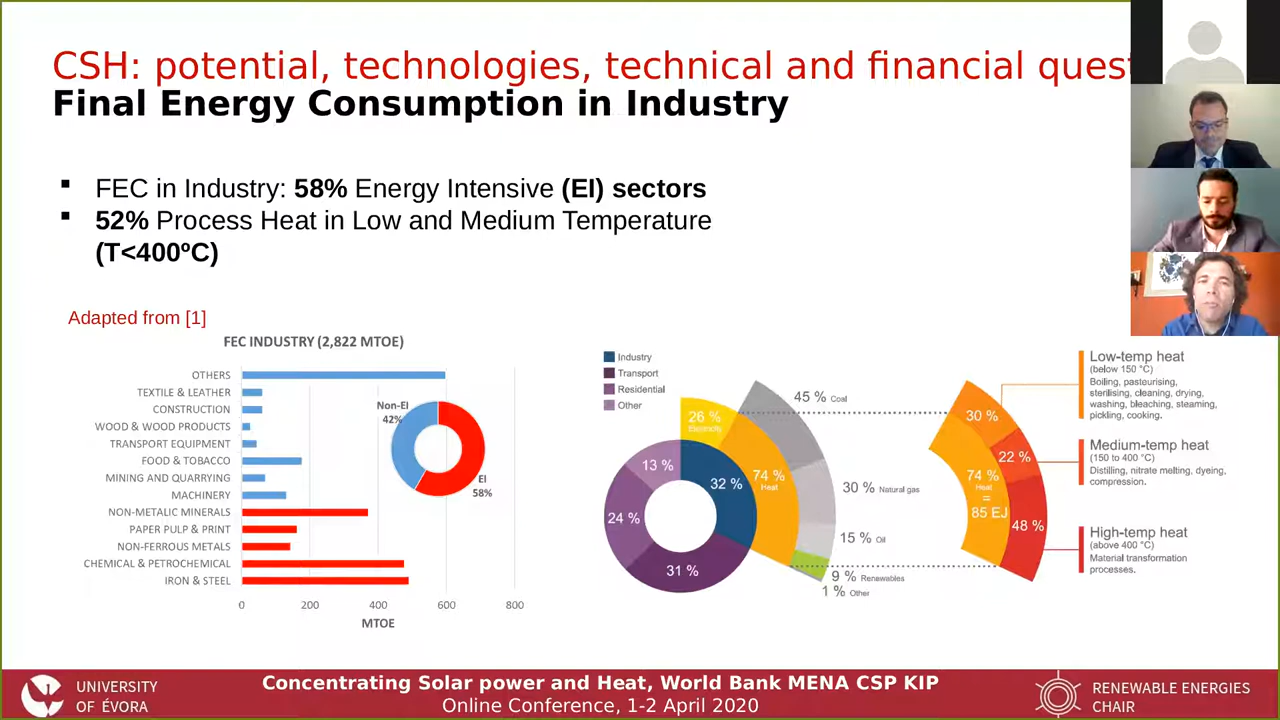 CSH: potential, technologies, technical and financial quest
Final Energy Consumption in Industry
FEC in Industry: 58% Energy Intensive (EI) sectors
52% Process Heat in Low and Medium Temperature
(T<400ºC)
Adapted from [1]
FEC INDUSTRY (2,822 MTOE)
OTHERS
TEXTILE & LEATHER
CONSTRUCTION
WOOD & WOOD PRODUCTS
TRANSPORT EQUIPMENT
FOOD & TOBACCO
MINING AND QUARRYING
MACHINERY
NON-METALIC MINERALS
PAPER PULP & PRINT
NON-FERROUS METALS
CHEMICAL & PETROCHEMICAL
IRON & STEEL
0 200 400 600 800
MTOE
Non-EI
42%
EI
58%
Industry
Transport
Residential
Other
26 %
Electricity
45 % Coal
74 %
Heat
32 %
13 %
24 %
31 %
30 % Natural gas
15 % Oil
9 % Renewables
1 % Other
30 %
22 %
48 %
74 %
Heat
=
85 EJ
Low-temp heat
(below 150 °C)
Boiling, pasteurising,
sterilising, cleaning, drying,
washing, bleaching, steaming,
pickling, cooking.
Medium-temp heat
(150 to 400 °C)
Distilling, nitrate melting, dyeing,
compression.
High-temp heat
(above 400 °C)
Material transformation
processes.
UNIVERSITY
OF ÉVORA
Concentrating Solar power and Heat, World Bank MENA CSP KIP
Online Conference, 1-2 April 2020
RENEWABLE ENERGIES
CHAIR